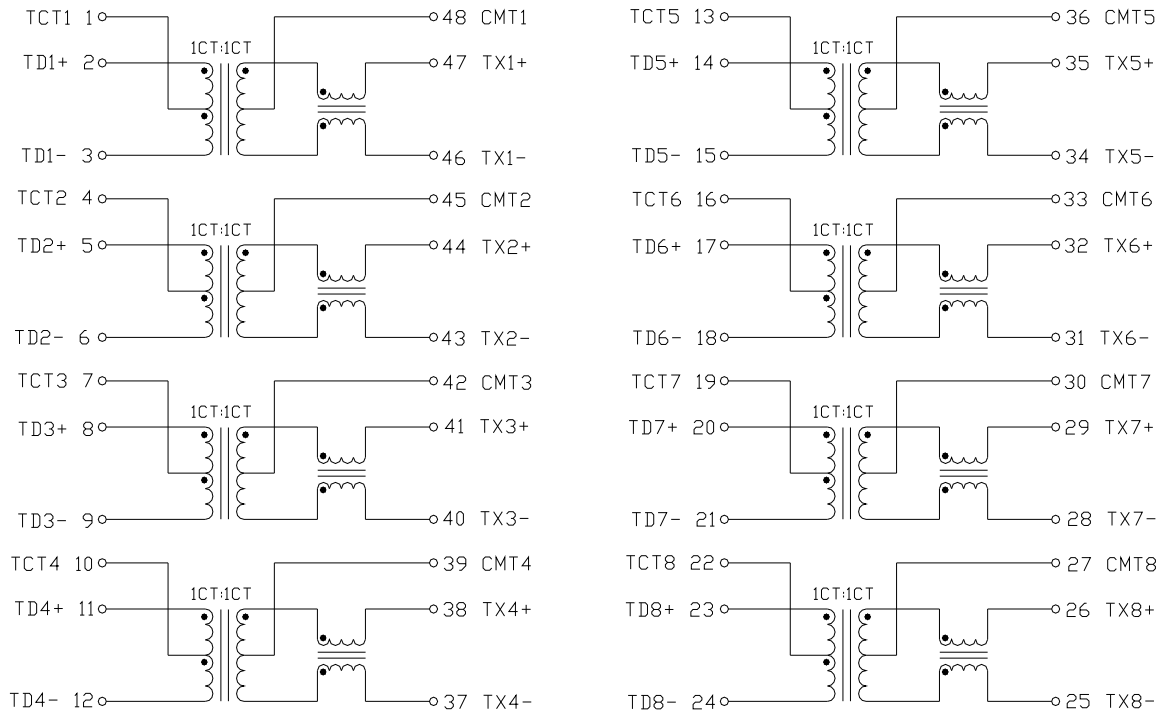 TCT1 1 48 CMT1
1CT:1CT
TD1+ 2 47 TX1+
TD1- 3 46 TX1-
TCT2 4 45 CMT2
1CT:1CT
TD2+ 5 44 TX2+
TD2- 6 43 TX2-
TCT3 7 42 CMT3
1CT:1CT
TD3+ 8 41 TX3+
TD3- 9 40 TX3-
TCT4 10 39 CMT4
1CT:1CT
TD4+ 11 38 TX4+
TD4- 12 37 TX4-
TCT5 13 36 CMT5
1CT:1CT
TD5+ 14 35 TX5+
TD5- 15 34 TX5-
TCT6 16 33 CMT6
1CT:1CT
TD6+ 17 32 TX6+
TD6- 18 31 TX6-
TCT7 19 30 CMT7
1CT:1CT
TD7+ 20 29 TX7+
TD7- 21 28 TX7-
TCT8 22 27 CMT8
1CT:1CT
TD8+ 23 26 TX8+
TD8- 24 25 TX8-